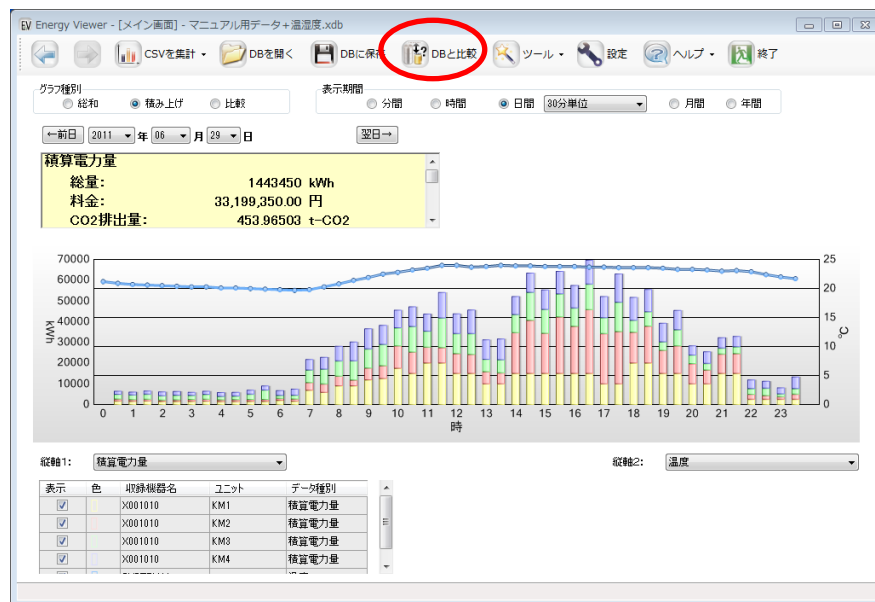 EV Energy Viewer - [メイン画面] - マニュアル用データ+温湿度.xdb
CSVを集計 DBを開く DBに保存 DBと比較 ツール 設定 ヘルプ 終了
グラフ種別 表示期間
総和 積み上げ 比較 分間 時間 日間 30分単位 月間 年間
←前日 2011 年 06 月 29 日 翌日→
積算電力量
総量: 1443450 kWh
料金: 33,199,350.00 円
CO2排出量: 453.96503 t-CO2
70000 25
60000
20
50000
15
40000
kWh ℃
30000
10
20000
5
10000
0 0
0 1 2 3 4 5 6 7 8 9 10 11 12 13 14 15 16 17 18 19 20 21 22 23
時
縦軸1: 積算電力量 縦軸2: 温度
表示 色 収録機器名 ユニット データ種別
X001010 KM1 積算電力量
X001010 KM2 積算電力量
X001010 KM3 積算電力量
X001010 KM4 積算電力量